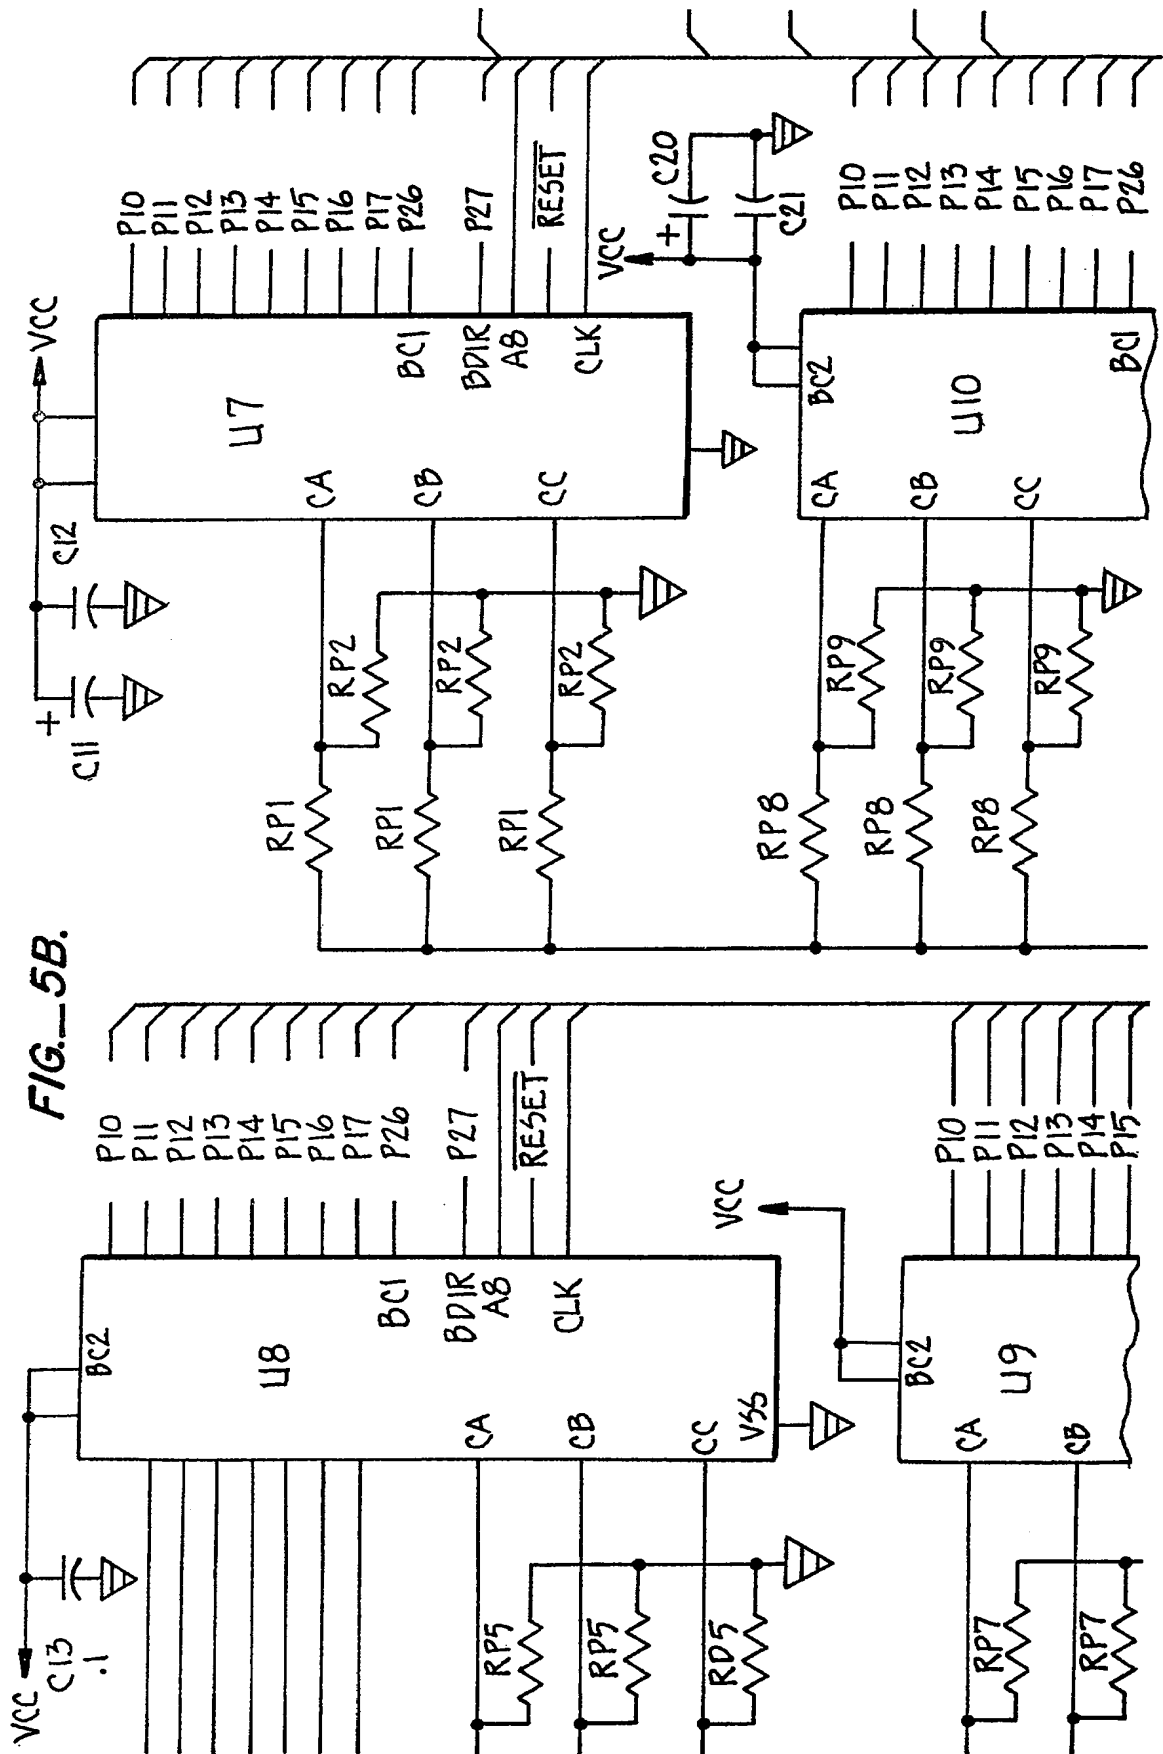 FIG._5B.
VCC
C12
+
C11
U7
P10
P11
P12
P13
P14
P15
P16
P17
P26
P27
RESET
BC1
BDIR
A8
CLK
CA
CB
CC
RP2
RP2
RP2
RP1
RP1
RP1
VCC
+
C20
C21
P10
P11
P12
P13
P14
P15
P16
P17
P26
BC2
U10
BC1
CA
CB
CC
RP9
RP9
RP9
RP8
RP8
RP8
P10
P11
P12
P13
P14
P15
P16
P17
P26
P27
RESET
BC2
U8
BC1
BDIR
A8
CLK
CA
CB
CC
VSS
VCC
C13
.1
RP5
RP5
RD5
VCC
P10
P11
P12
P13
P14
P15
BC2
U9
CA
CB
RP7
RP7